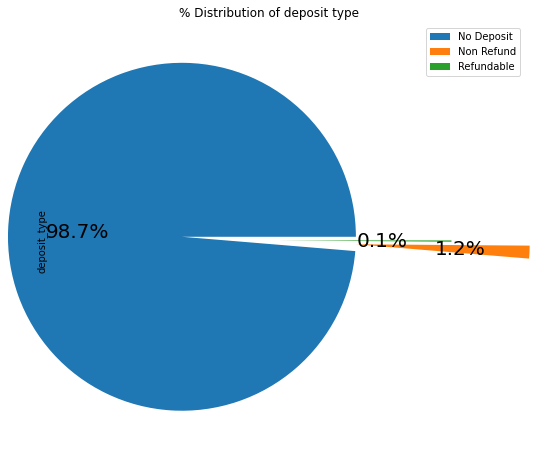 % Distribution of deposit type
No Deposit
Non Refund
Refundable
98.7%
0.1%
1.2%
deposit_type